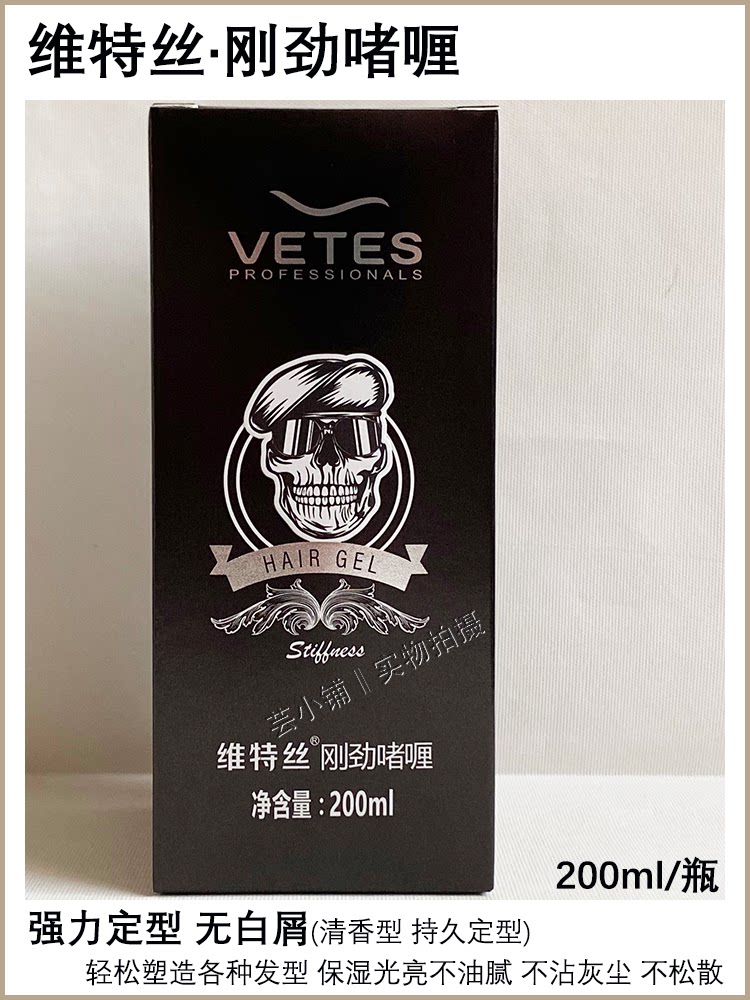 维特丝·刚劲啫喱
VETES
PROFESSIONALS
HAIR GEL
Stiffness
芸小铺 || 实物拍摄
维特丝®刚劲啫喱
净含量:200ml
200ml/瓶
强力定型 无白屑(清香型 持久定型)
轻松塑造各种发型 保湿光亮不油腻 不沾灰尘 不松散